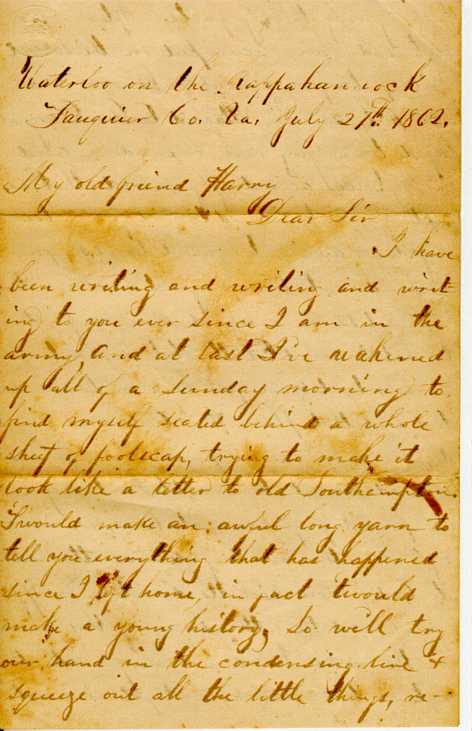 Waterloo on the Rappahannock
Fauquier Co. Va. July 27th. 1862.
My old friend Harry
Dear Sir
I have
been writing and writing and writ
ing to you ever since I am in the
army and at last I've wakened
up all of a Sunday morning to
find myself seated behind a whole
sheet of foolscap, trying to make it
look like a letter to old Southampton.
Twould make an awful long yarn to
tell you everything that has happened
since I left home, in fact twould
make a young history, So we'll try
our hand in the condensing line &
squeeze out all the little things, re-